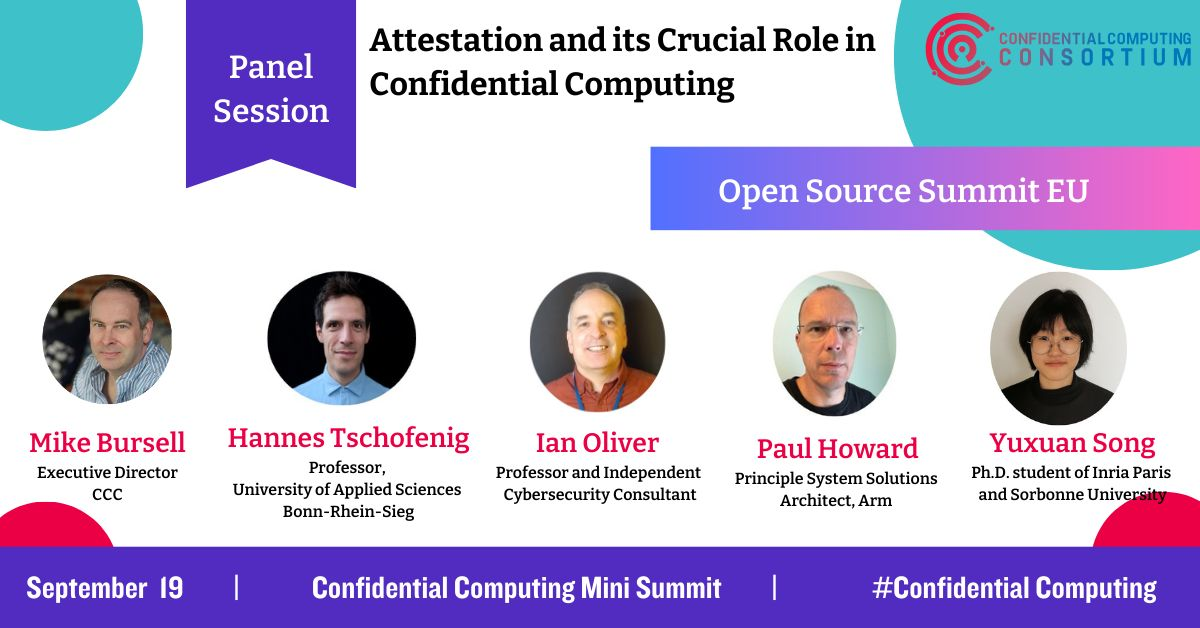 Panel
Session
Attestation and its Crucial Role in
Confidential Computing
CONFIDENTIAL COMPUTING
CONSORTIUM
Open Source Summit EU
Mike Bursell
Executive Director
CCC
Hannes Tschofenig
Professor,
University of Applied Sciences
Bonn-Rhein-Sieg
Ian Oliver
Professor and Independent
Cybersecurity Consultant
Paul Howard
Principle System Solutions
Architect, Arm
Yuxuan Song
Ph.D. student of Inria Paris
and Sorbonne University
September 19 | Confidential Computing Mini Summit | #Confidential Computing